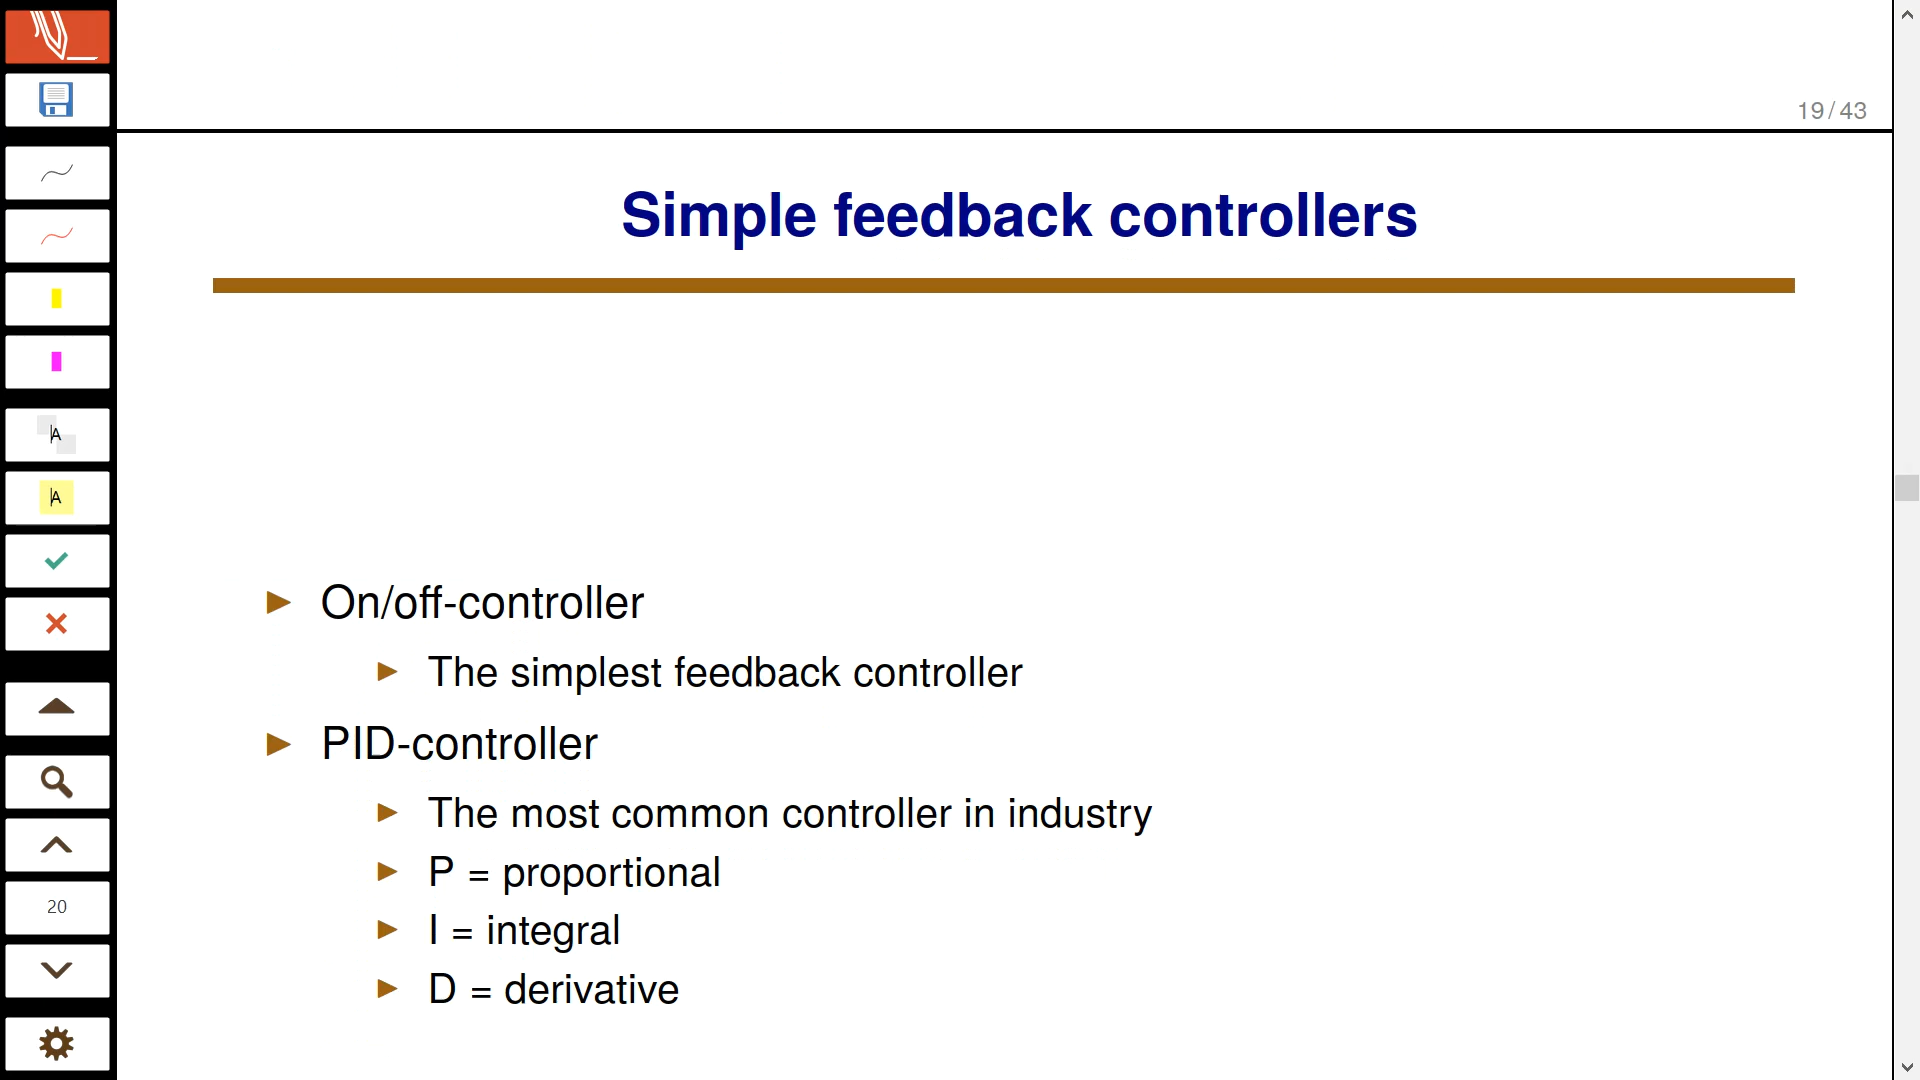 19/43
Simple feedback controllers
On/off-controller
The simplest feedback controller
PID-controller
The most common controller in industry
P = proportional
I = integral
D = derivative
A
A
20